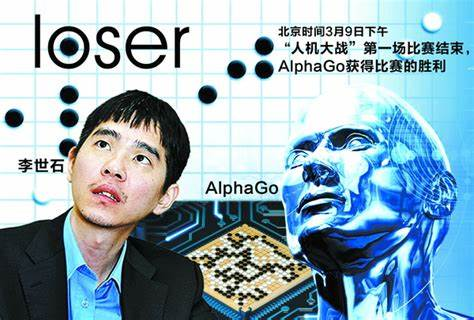 loser
北京时间3月9日下午
“人机大战”第一场比赛结束，
AlphaGo获得比赛的胜利
李世石
AlphaGo